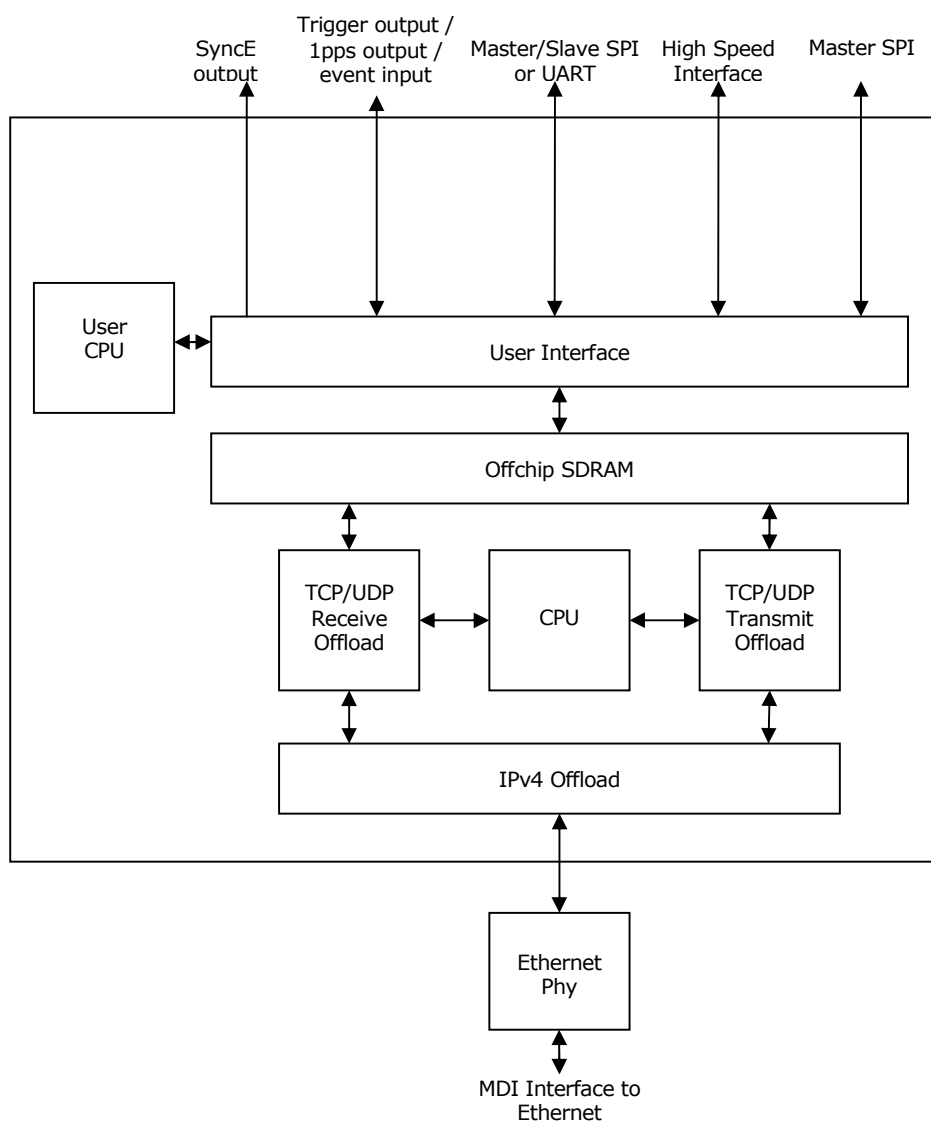 SyncE
output
Trigger output /
1pps output /
event input
Master/Slave SPI
or UART
High Speed
Interface
Master SPI
User
CPU
User Interface
Offchip SDRAM
TCP/UDP
Receive
Offload
CPU
TCP/UDP
Transmit
Offload
IPv4 Offload
Ethernet
Phy
MDI Interface to
Ethernet